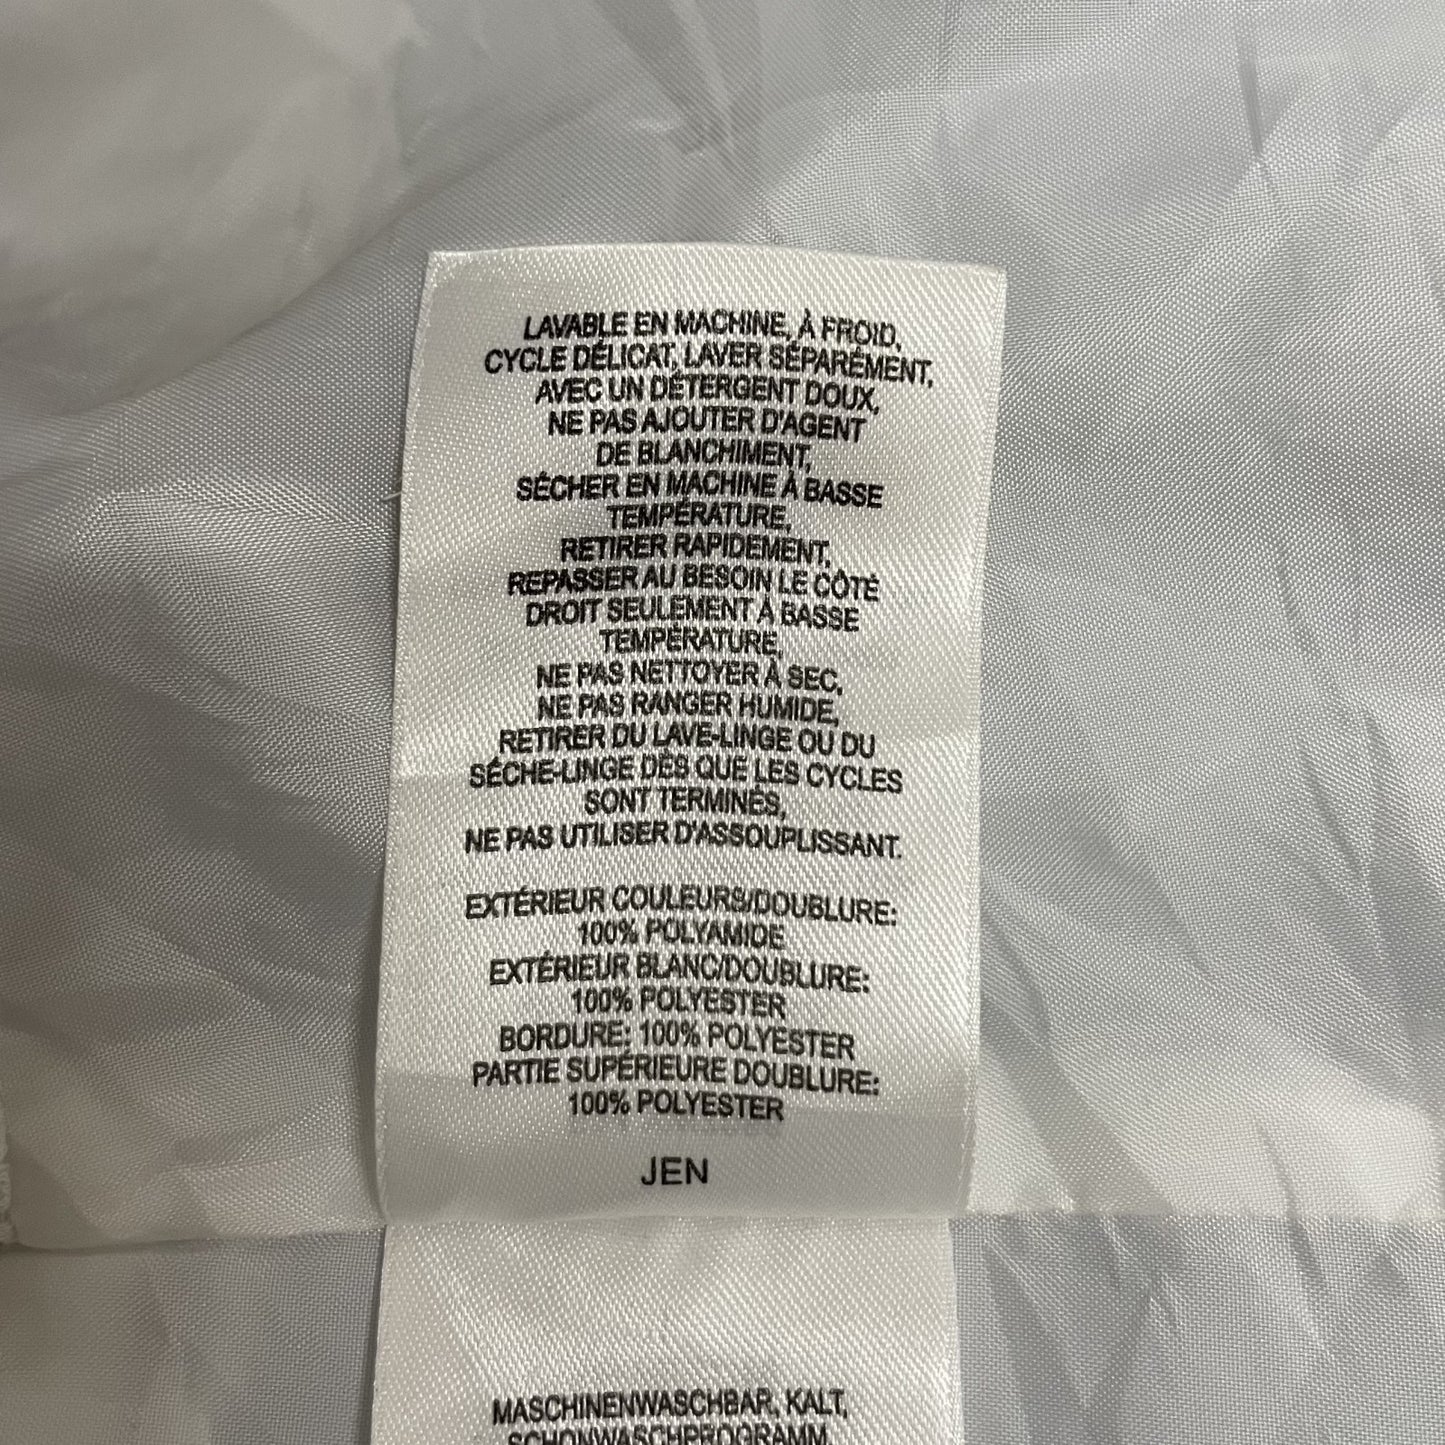 LAVABLE EN MACHINE, À FROID,
CYCLE DÉLICAT, LAVER SÉPARÉMENT,
AVEC UN DÉTERGENT DOUX,
NE PAS AJOUTER D'AGENT
DE BLANCHIMENT,
SÉCHER EN MACHINE À BASSE
TEMPÉRATURE,
RETIRER RAPIDEMENT,
REPASSER AU BESOIN LE CÔTÉ
DROIT SEULEMENT À BASSE
TEMPÉRATURE,
NE PAS NETTOYER À SEC,
NE PAS RANGER HUMIDE,
RETIRER DU LAVE-LINGE OU DU
SÉCHE-LINGE DÈS QUE LES CYCLES
SONT TERMINÉS,
NE PAS UTILISER D'ASSOUPLISSANT.
EXTÉRIEUR COULEURS/DOUBLURE:
100% POLYAMIDE
EXTÉRIEUR BLANC/DOUBLURE:
100% POLYESTER
BORDURE: 100% POLYESTER
PARTIE SUPÉRIEURE DOUBLURE:
100% POLYESTER
JEN
MASCHINENWASCHBAR, KALT,
SCHONWASCHPROGRAMM,